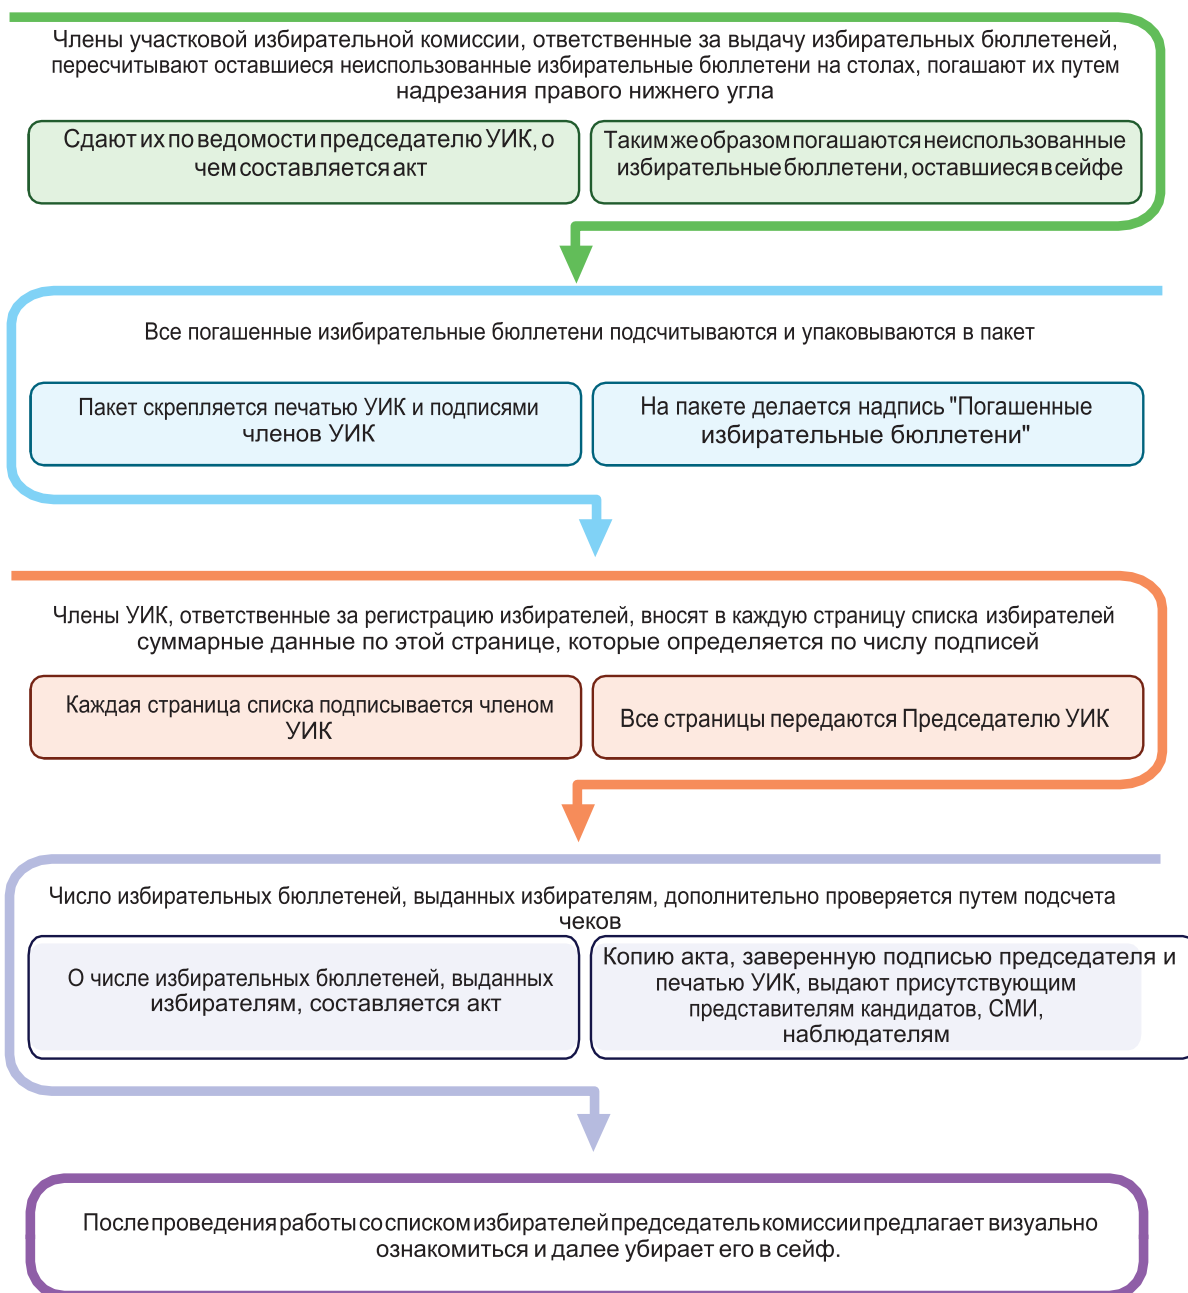 Члены участковой избирательной комиссии, ответственные за выдачу избирательных бюллетеней,
пересчитывают оставшиеся неиспользованные избирательные бюллетени на столах, погашают их путем
надрезания правого нижнего угла
Сдают их по ведомости председателю УИК, о
чем составляется акт
Таким же образом погашаются неиспользованные
избирательные бюллетени, оставшиеся в сейфе
Все погашенные изибирательные бюллетени подсчитываются и упаковываются в пакет
Пакет скрепляется печатью УИК и подписями
членов УИК
На пакете делается надпись "Погашенные
избирательные бюллетени"
Члены УИК, ответственные за регистрацию избирателей, вносят в каждую страницу списка избирателей
суммарные данные по этой странице, которые определяется по числу подписей
Каждая страница списка подписывается членом
УИК
Все страницы передаются Председателю УИК
Число избирательных бюллетеней, выданных избирателям, дополнительно проверяется путем подсчета
чеков
О числе избирательных бюллетеней, выданных
избирателям, составляется акт
Копию акта, заверенную подписью председателя и
печатью УИК, выдают присутствующим
представителям кандидатов, СМИ,
наблюдателям
После проведения работы со списком избирателей председатель комиссии предлагает визуально
ознакомиться и далее убирает его в сейф.